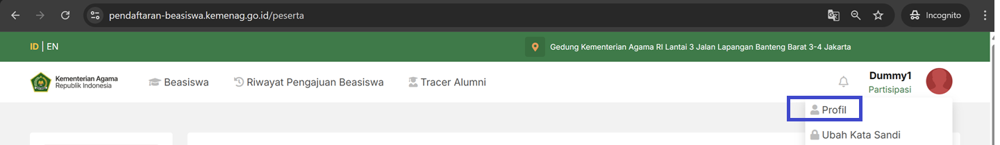 pendaftaran-beasiswa.kemenag.go.id/peserta
Incognito
ID | EN
Gedung Kementerian Agama RI Lantai 3 Jalan Lapangan Banteng Barat 3-4 Jakarta
Kementerian Agama
Republik Indonesia
Beasiswa
Riwayat Pengajuan Beasiswa
Tracer Alumni
Dummy1
Partisipasi
Profil
Ubah Kata Sandi